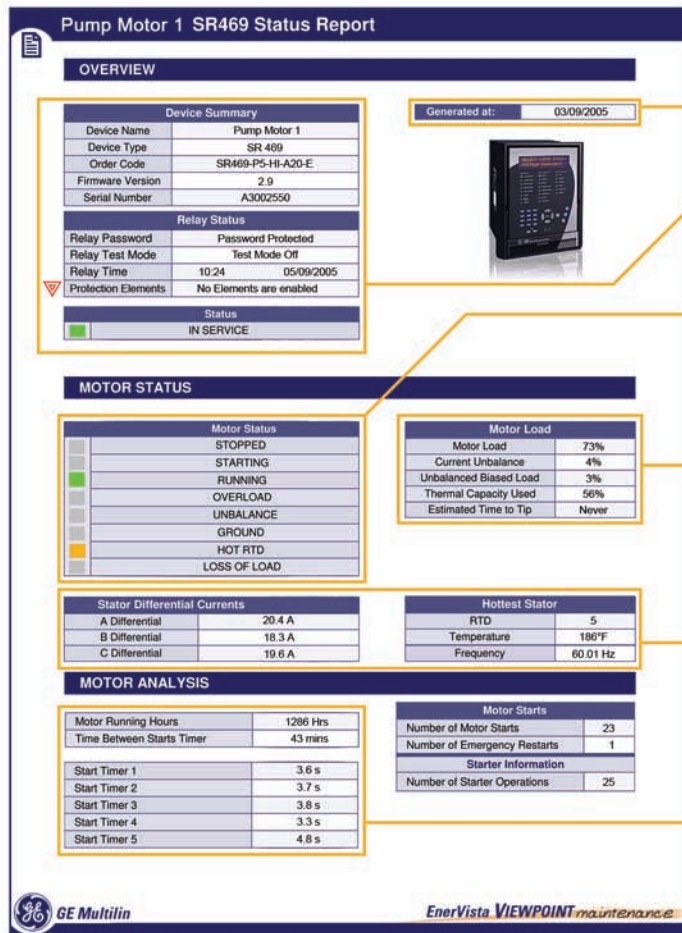 Pump Motor 1 SR469 Status Report
OVERVIEW
Device Summary
Device Name Pump Motor 1
Device Type SR 469
Order Code SR469-P5-HI-A20-E
Firmware Version 2.9
Serial Number A3002550
Relay Status
Relay Password Password Protected
Relay Test Mode Test Mode Off
Relay Time 10:24 05/09/2005
Protection Elements No Elements are enabled
Status
IN SERVICE
Generated at: 03/09/2005
MOTOR STATUS
Motor Status
STOPPED
STARTING
RUNNING
OVERLOAD
UNBALANCE
GROUND
HOT RTD
LOSS OF LOAD
Motor Load
Motor Load 73%
Current Unbalance 4%
Unbalanced Biased Load 3%
Thermal Capacity Used 56%
Estimated Time to Tip Never
Stator Differential Currents
A Differential 20.4 A
B Differential 18.3 A
C Differential 19.6 A
Hottest Stator
RTD 5
Temperature 186°F
Frequency 60.01 Hz
MOTOR ANALYSIS
Motor Running Hours 1286 Hrs
Time Between Starts Timer 43 mins
Start Timer 1 3.6 s
Start Timer 2 3.7 s
Start Timer 3 3.8 s
Start Timer 4 3.3 s
Start Timer 5 4.8 s
Motor Starts
Number of Motor Starts 23
Number of Emergency Restarts 1
Starter Information
Number of Starter Operations 25
GE Multilin
EnerVista VIEWPOINT maintenance